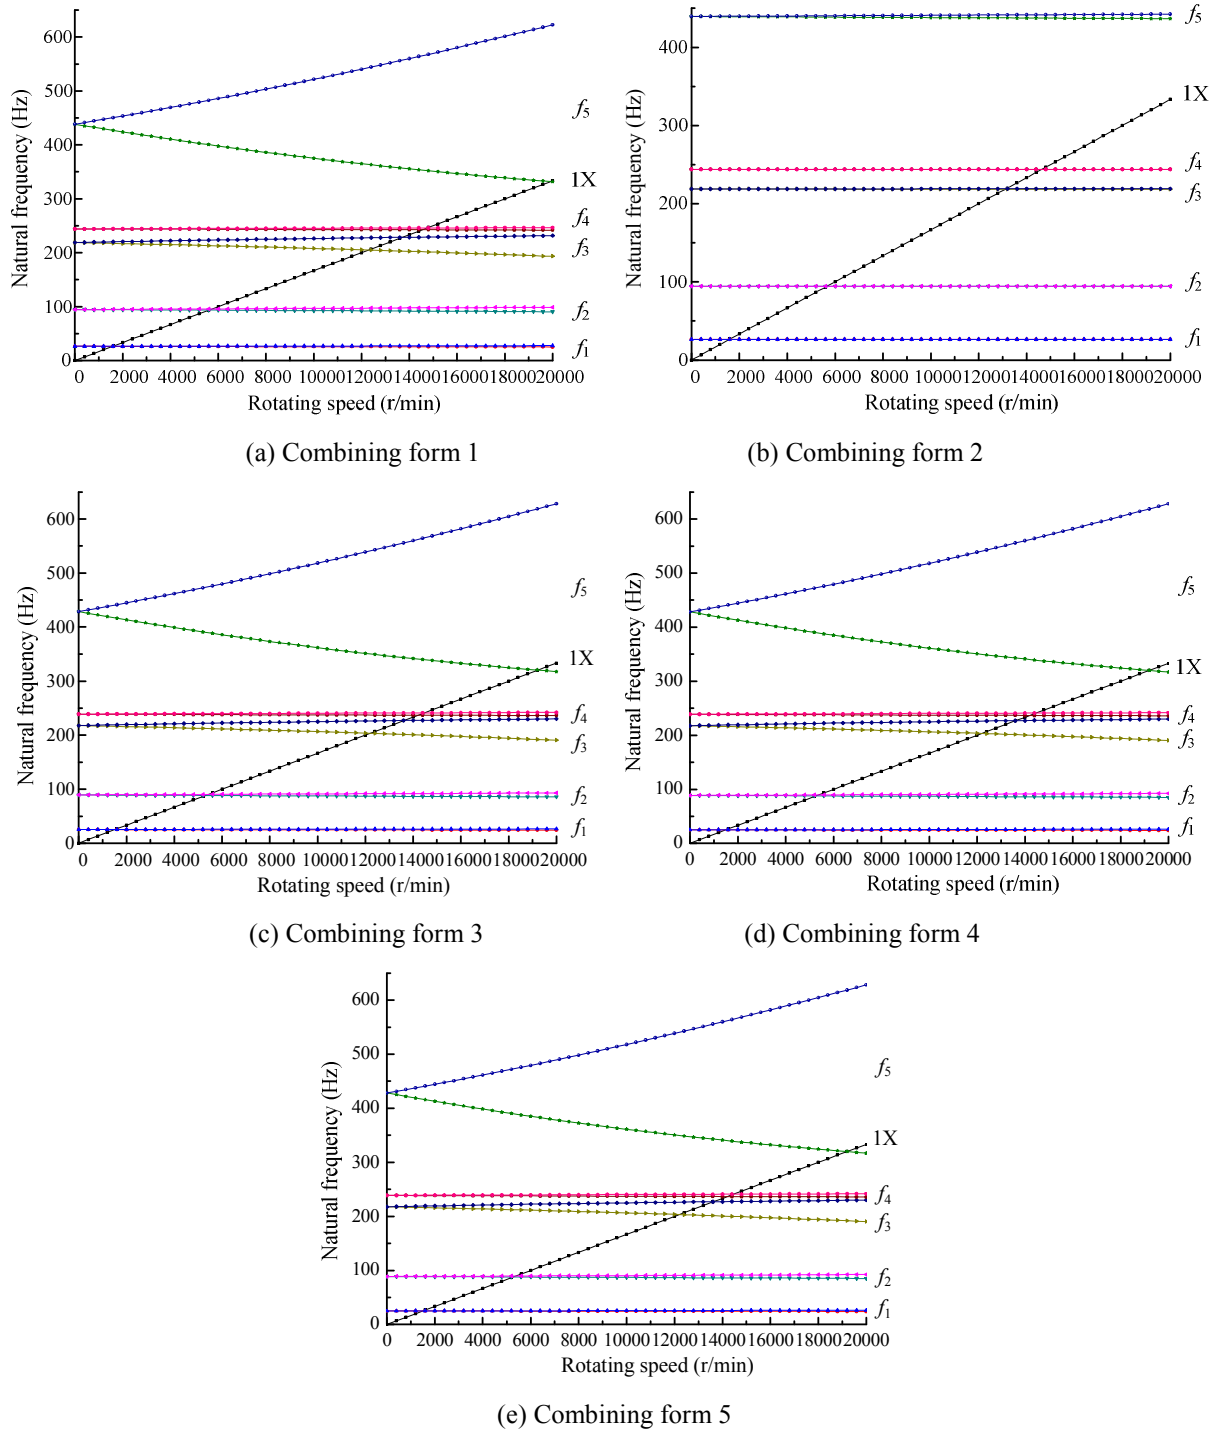 Natural frequency (Hz)
600
500
400
300
200
100
0
f5
1X
f4
f3
f2
f1
0 2000 4000 6000 8000 10000 12000 14000 16000 18000 20000
Rotating speed (r/min)
(a) Combining form 1
Natural frequency (Hz)
400
300
200
100
0
f5
1X
f4
f3
f2
f1
0 2000 4000 6000 8000 10000 12000 14000 16000 18000 20000
Rotating speed (r/min)
(b) Combining form 2
Natural frequency (Hz)
600
500
400
300
200
100
0
f5
1X
f4
f3
f2
f1
0 2000 4000 6000 8000 10000 12000 14000 16000 18000 20000
Rotating speed (r/min)
(c) Combining form 3
Natural frequency (Hz)
600
500
400
300
200
100
0
f5
1X
f4
f3
f2
f1
0 2000 4000 6000 8000 10000 12000 14000 16000 18000 20000
Rotating speed (r/min)
(d) Combining form 4
Natural frequency (Hz)
600
500
400
300
200
100
0
f5
1X
f4
f3
f2
f1
0 2000 4000 6000 8000 10000 12000 14000 16000 18000 20000
Rotating speed (r/min)
(e) Combining form 5